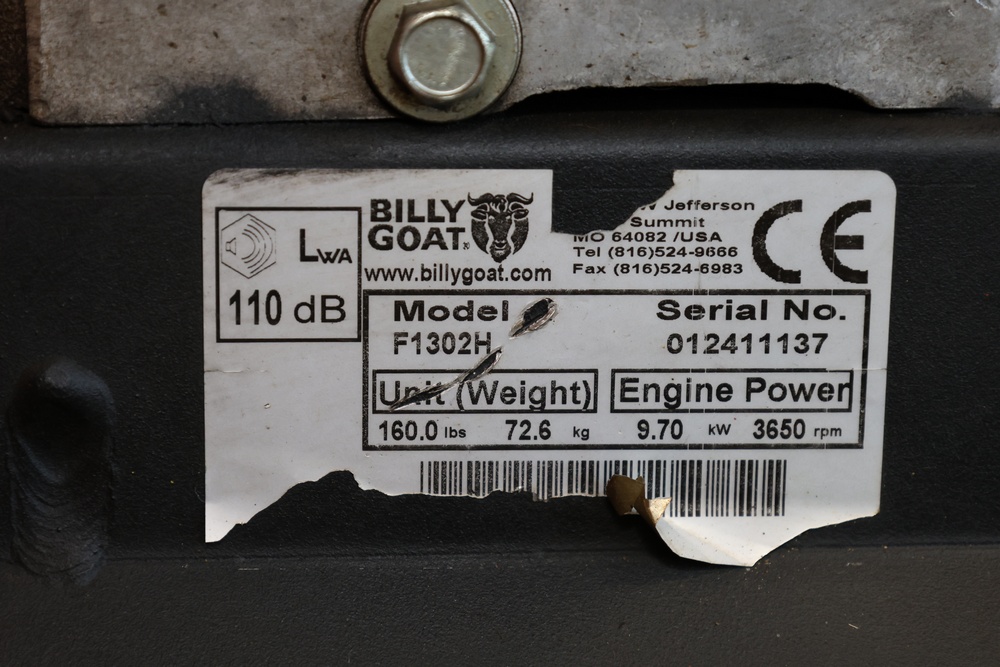 LWA
110 dB
BILLY
GOAT®
www.billygoat.com
Jefferson
Summit
MO 64082 /USA
Tel (816)524-9666
Fax (816)524-6983
CE
Model
F1302H
Serial No.
012411137
Unit (Weight)
Engine Power
160.0 lbs 72.6 kg
9.70 kW 3650 rpm